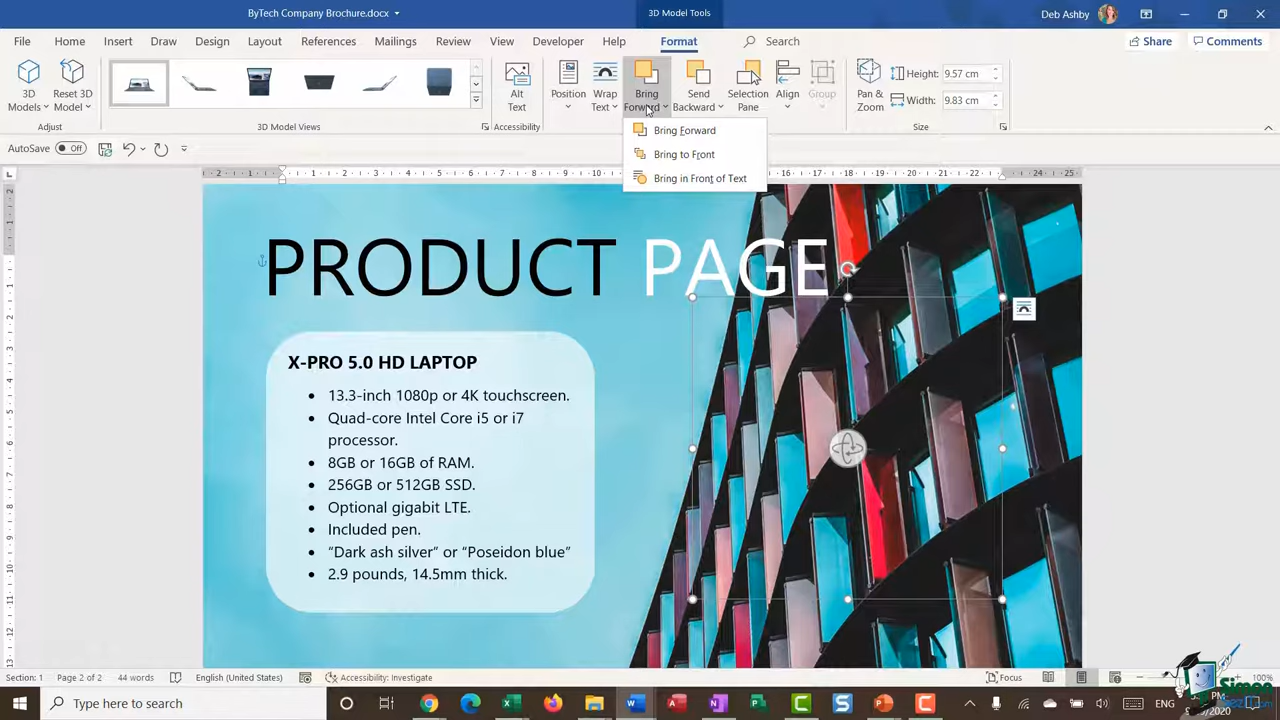 ByTech Company Brochure.docx
3D Model Tools
Deb Ashby
File Home Insert Draw Design Layout References Mailings Review View Developer Help Format Search Share Comments
3D Models
Reset 3D Model
Adjust
3D Model Views
Alt Text
Accessibility
Position
Wrap Text
Bring Forward
Send Backward
Selection Pane
Align
Group
Pan & Zoom
Height: 9.57 cm
Width: 9.83 cm
Size
Bring Forward
Bring to Front
Bring in Front of Text
AutoSave Off
PRODUCT PAGE
X-PRO 5.0 HD LAPTOP
• 13.3-inch 1080p or 4K touchscreen.
• Quad-core Intel Core i5 or i7
processor.
• 8GB or 16GB of RAM.
• 256GB or 512GB SSD.
• Optional gigabit LTE.
• Included pen.
• “Dark ash silver” or “Poseidon blue”
• 2.9 pounds, 14.5mm thick.
Section: 1 Page 2 of 2 44 words English (United States) Accessibility: Investigate Focus 100%
Type here to search